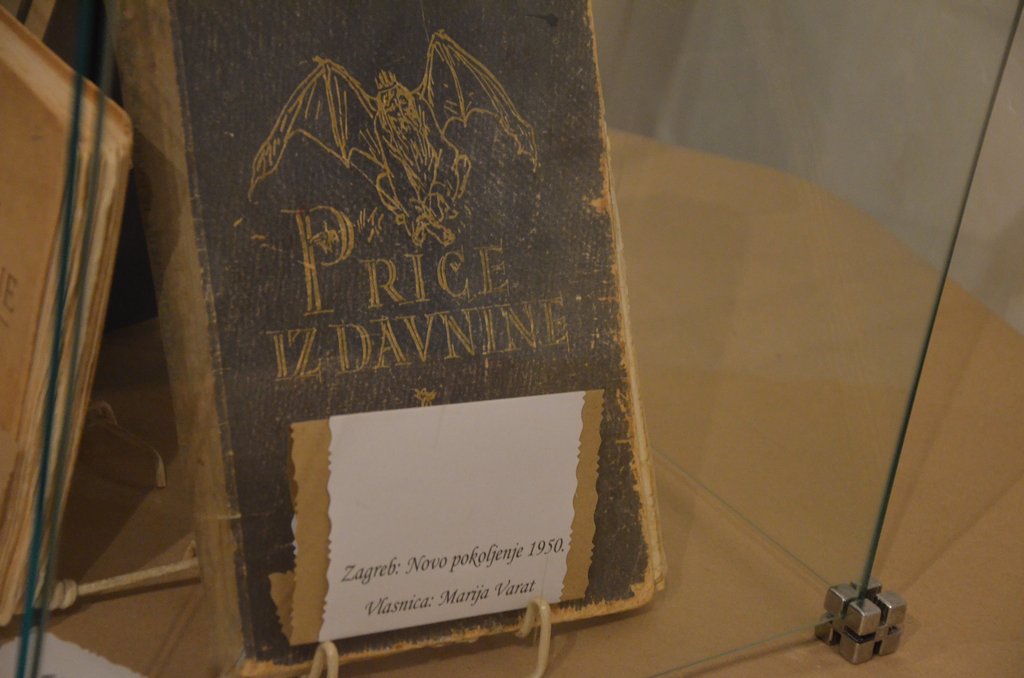 PRIČE
IZ DAVNINE
Zagreb: Novo pokoljenje 1950.
Vlasnica: Marija Varat